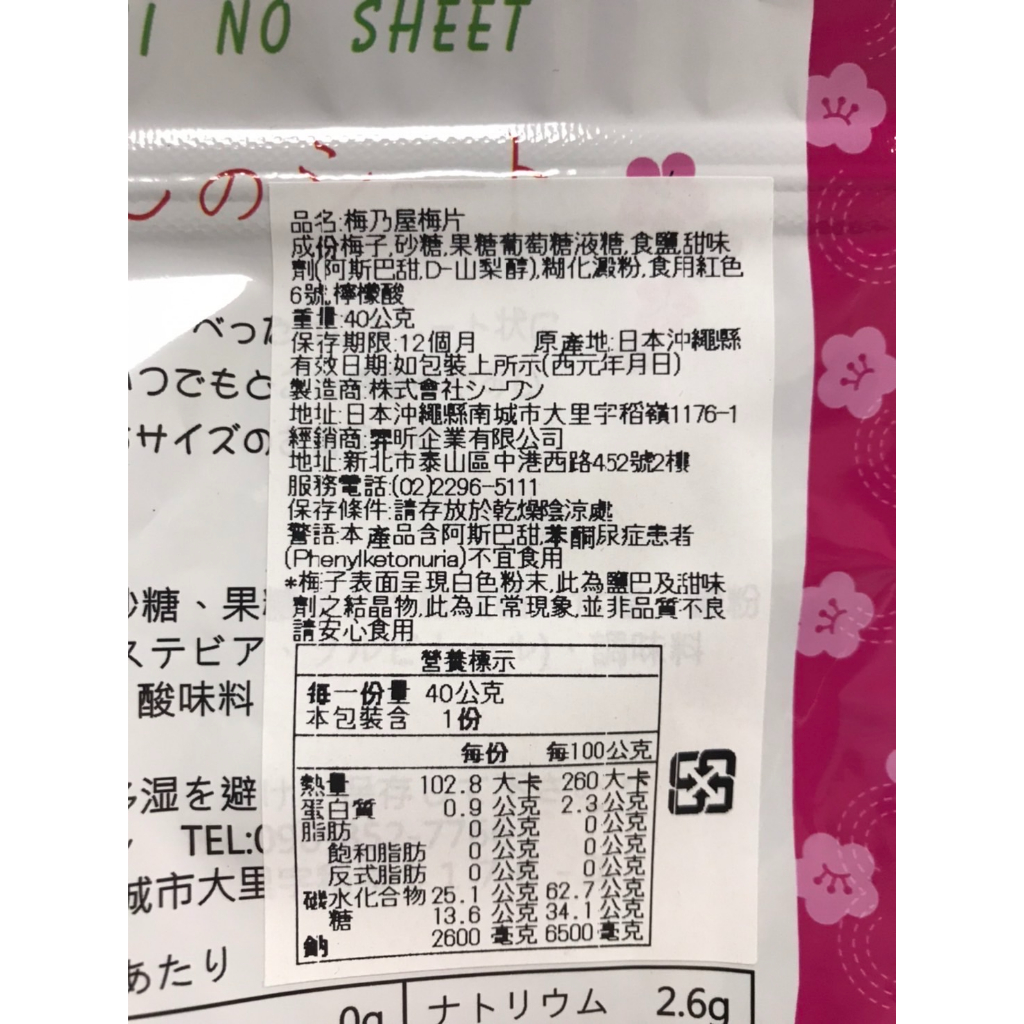 I NO SHEET
しのシート
品名:梅乃屋梅片
成份梅子,砂糖,果糖葡萄糖液糖,食鹽,甜味
劑(阿斯巴甜,D-山梨醇),糊化澱粉,食用紅色
6號,檸檬酸
重量:40公克
保存期限:12個月 原產地:日本沖繩縣
有效日期:如包裝上所示(西元年月日)
製造商:株式會社シーワン
地址:日本沖繩縣南城市大里字稻嶺1176-1
經銷商:羿昕企業有限公司
地址:新北市泰山區中港西路452號2樓
服務電話:(02)2296-5111
保存條件:請存放於乾燥陰涼處
警語:本產品含阿斯巴甜,苯酮尿症患者
(Phenylketonuria)不宜食用
*梅子表面呈現白色粉末,此為鹽巴及甜味
劑之結晶物,此為正常現象,並非品質不良
請安心食用
營養標示
每一份量 40公克
本包裝含 1份
每份 每100公克
熱量 102.8 大卡 260大卡
蛋白質 0.9 公克 2.3公克
脂肪 0 公克 0公克
飽和脂肪 0 公克 0公克
反式脂肪 0 公克 0公克
碳水化合物 25.1 公克 62.7公克
糖 13.6 公克 34.1公克
鈉 2600 毫克 6500毫克
べった
いつでもと
サイズの
糖、果
ステビア
酸味料
湿を避
TEL:0
城市大里
あたり
0g
ナトリウム 2.6g